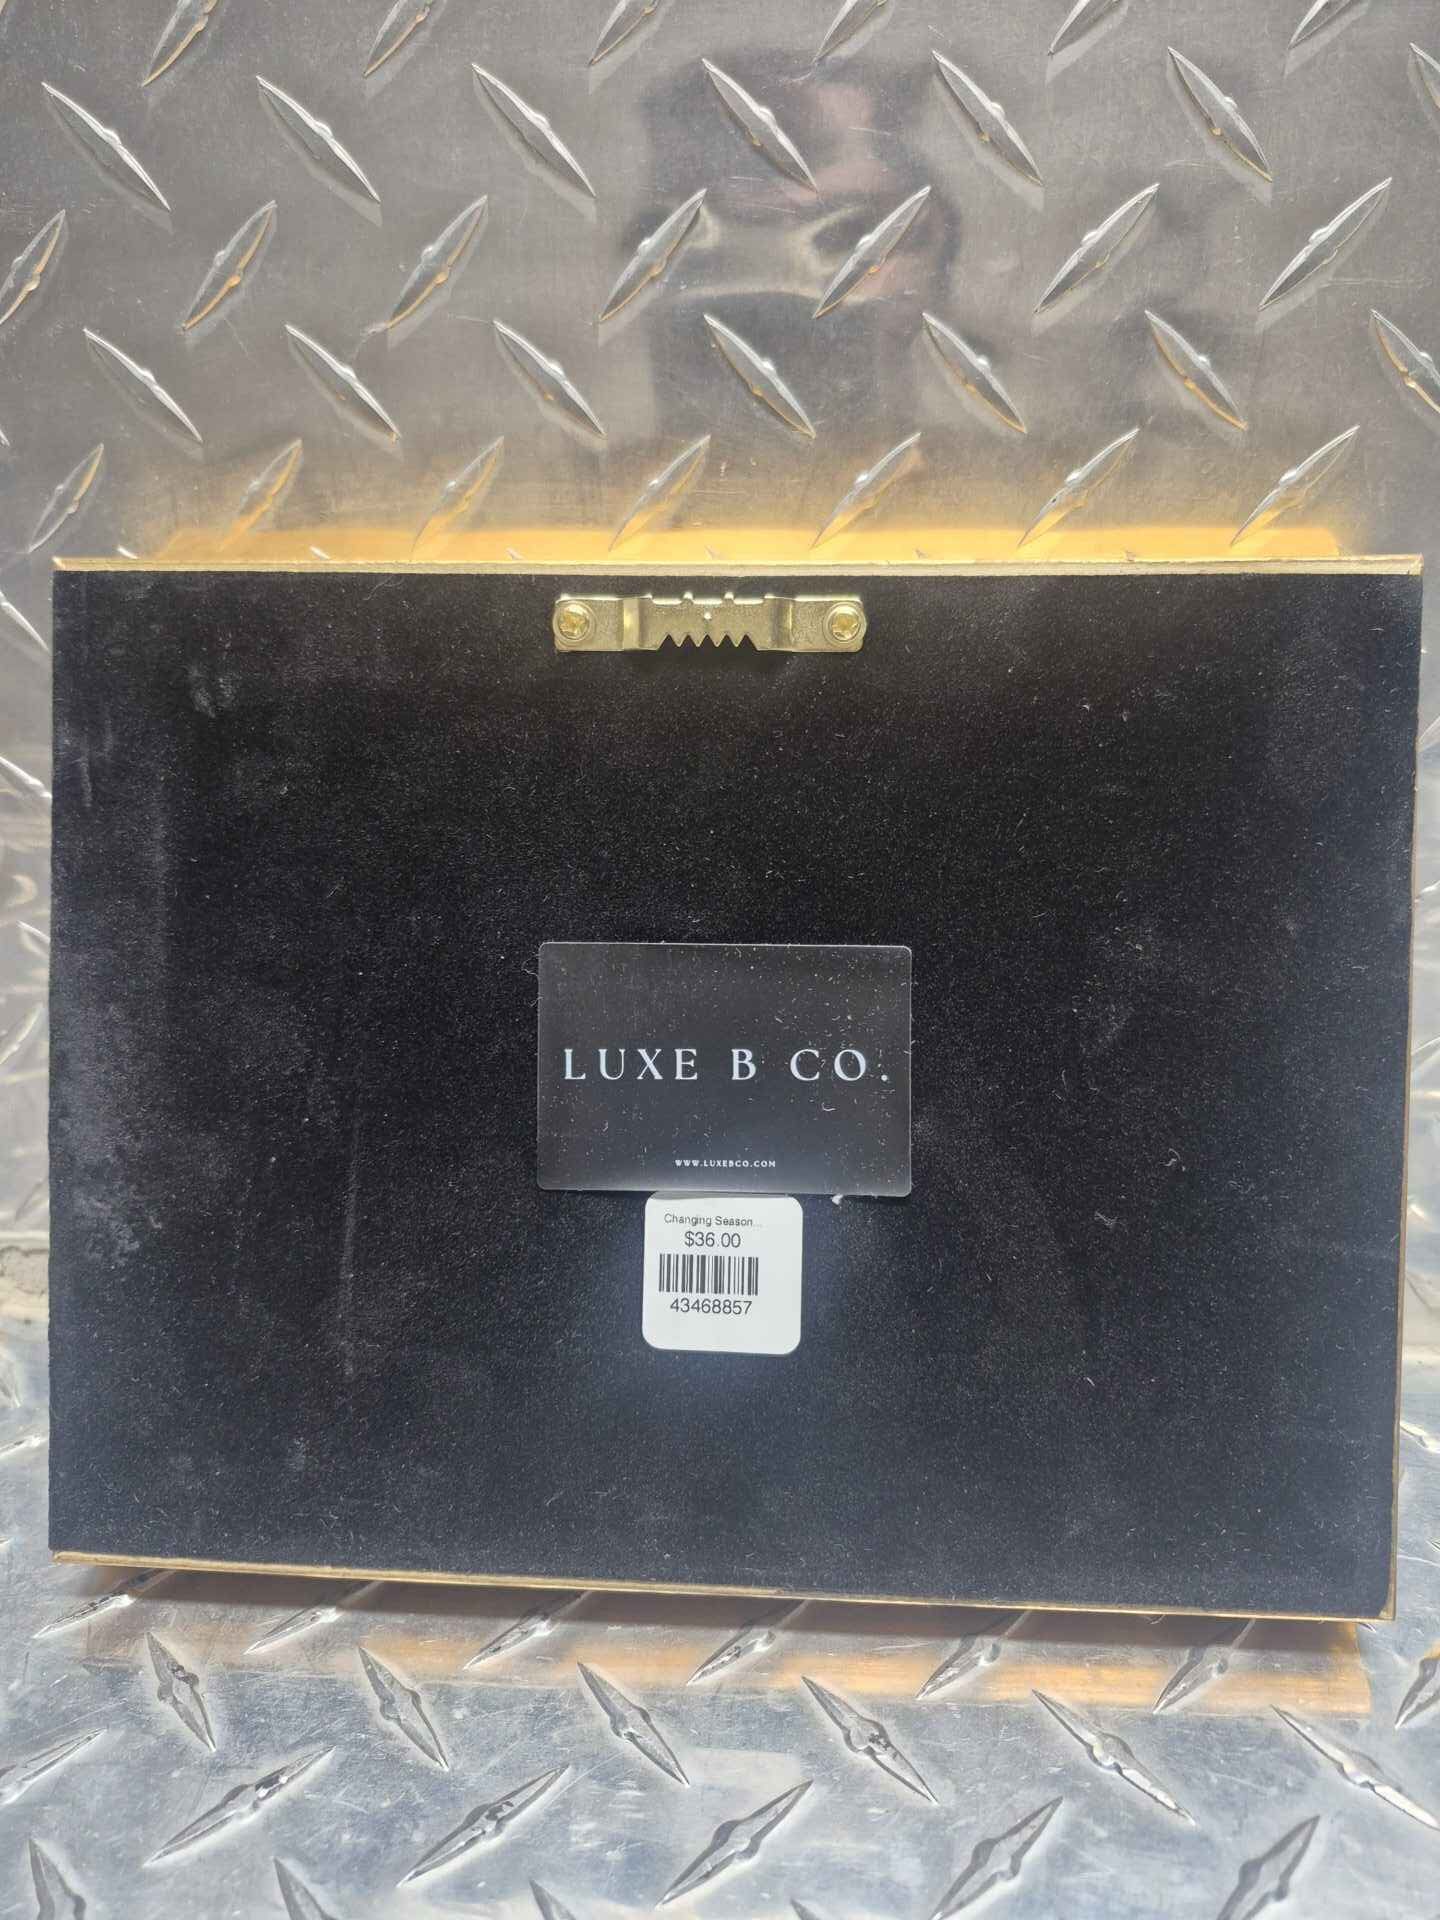 LUXE B CO.
WWW.LUXEBCO.COM
Changing Season...
$36.00
43468857